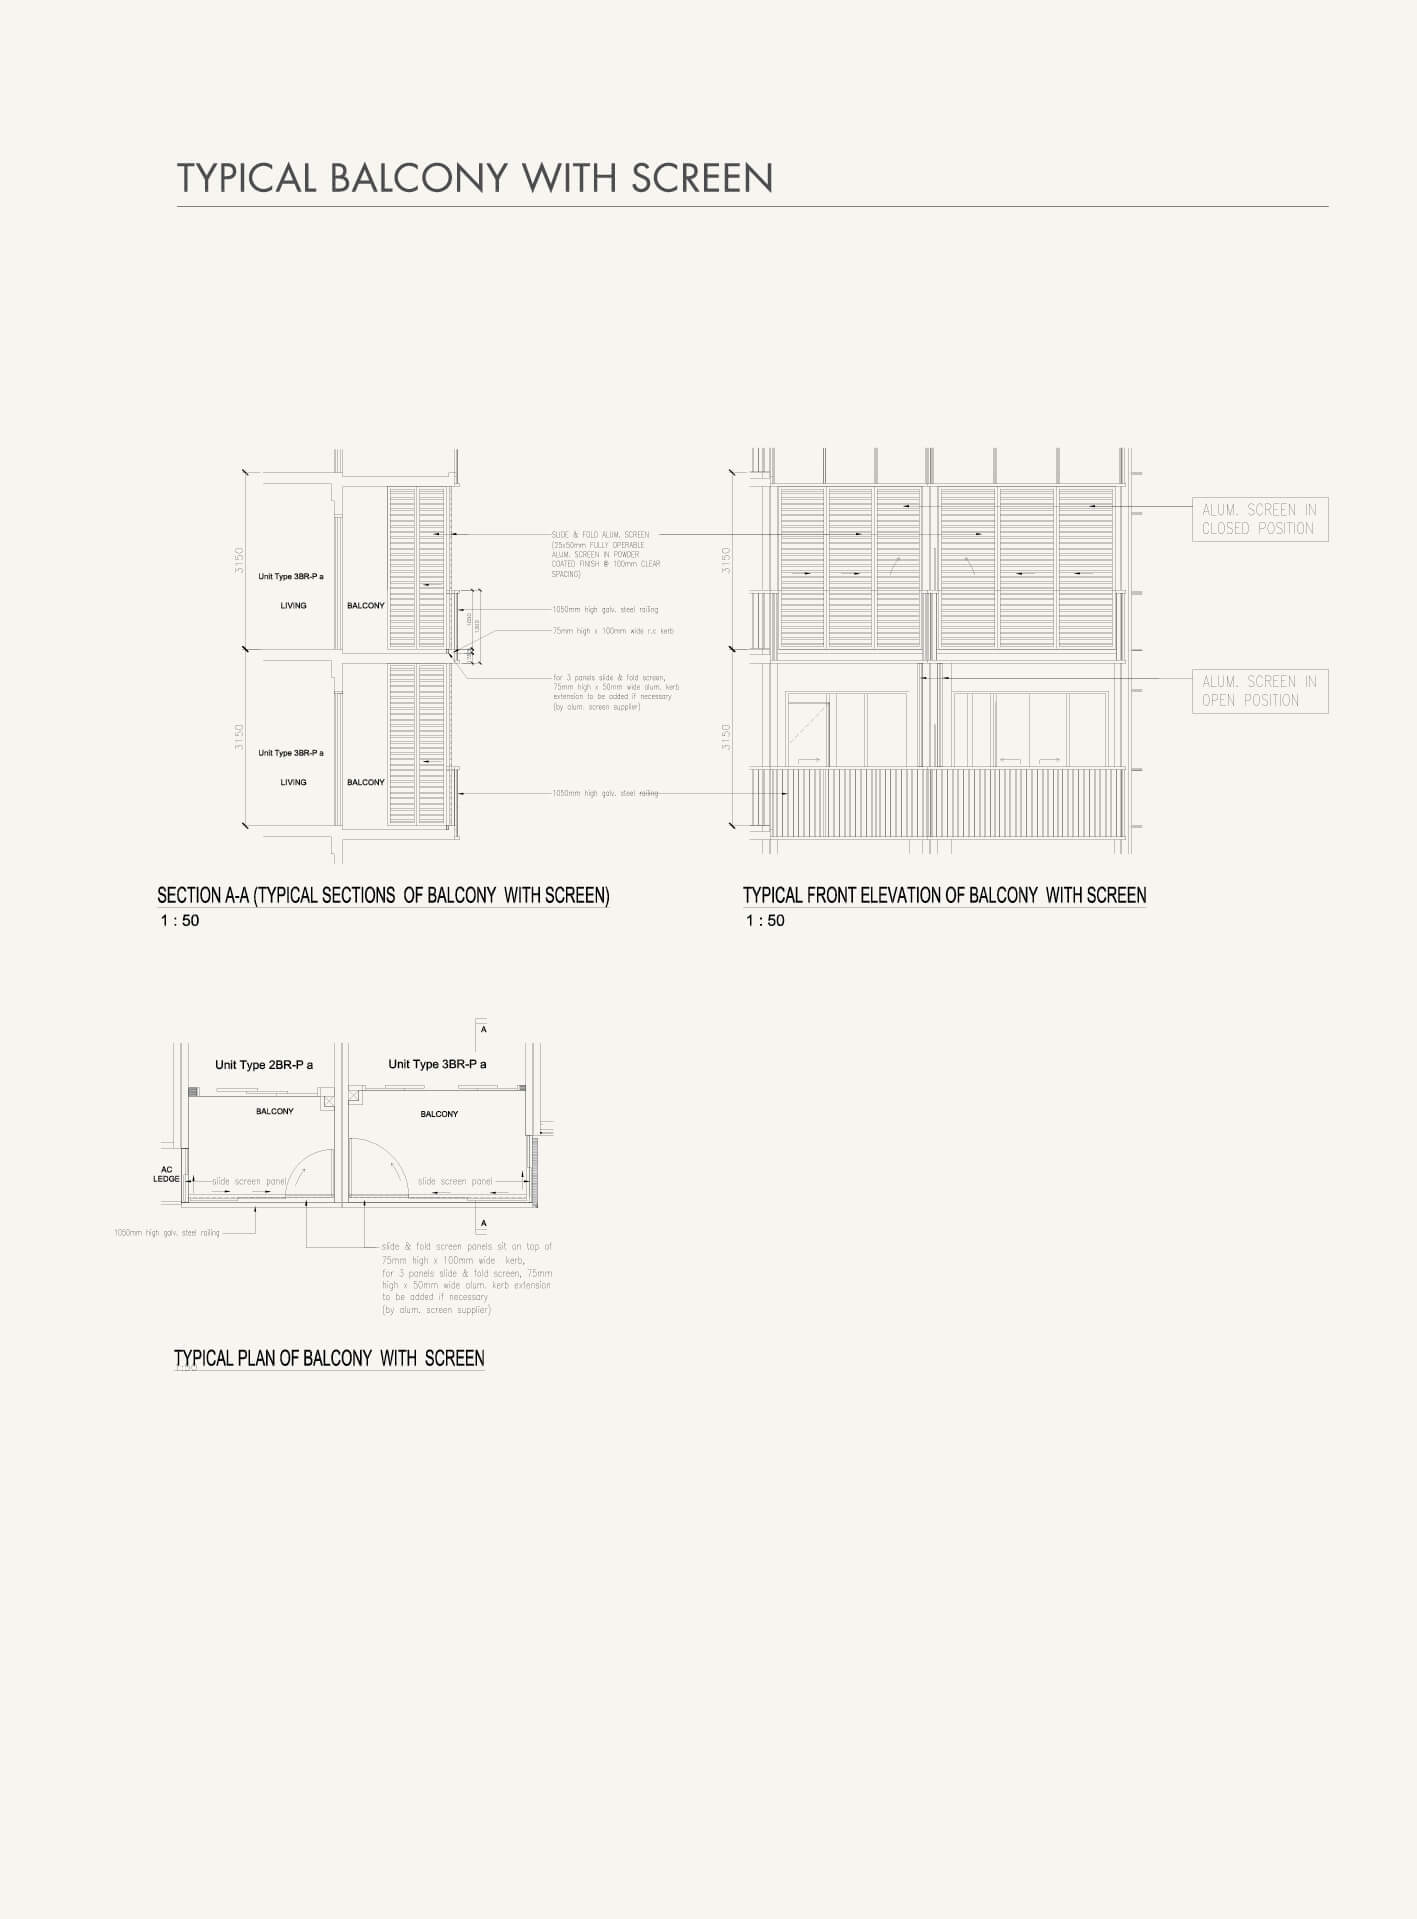 TYPICAL BALCONY WITH SCREEN
3150
Unit Type 3BR-P a
LIVING
BALCONY
3150
Unit Type 3BR-P a
LIVING
BALCONY
1050
SLIDE & FOLD ALUM. SCREEN
(25x50mm FULLY OPERABLE
ALUM. SCREEN IN POWDER
COATED FINISH @ 100mm CLEAR
SPACING)
1050mm high galv. steel railing
75mm high x 100mm wide r.c kerb
for 3 panels slide & fold screen,
75mm high x 50mm wide alum. kerb
extension to be added if necessary
(by alum. screen supplier)
1050mm high galv. steel railing
3150
3150
ALUM. SCREEN IN
CLOSED POSITION
ALUM. SCREEN IN
OPEN POSITION
SECTION A-A (TYPICAL SECTIONS OF BALCONY WITH SCREEN)
1 : 50
TYPICAL FRONT ELEVATION OF BALCONY WITH SCREEN
1 : 50
A
Unit Type 2BR-P a
Unit Type 3BR-P a
BALCONY
BALCONY
AC
LEDGE
slide screen panel
slide screen panel
A
1050mm high galv. steel railing
slide & fold screen panels sit on top of
75mm high x 100mm wide kerb,
for 3 panels slide & fold screen, 75mm
high x 50mm wide alum. kerb extension
to be added if necessary
(by alum. screen supplier)
TYPICAL PLAN OF BALCONY WITH SCREEN